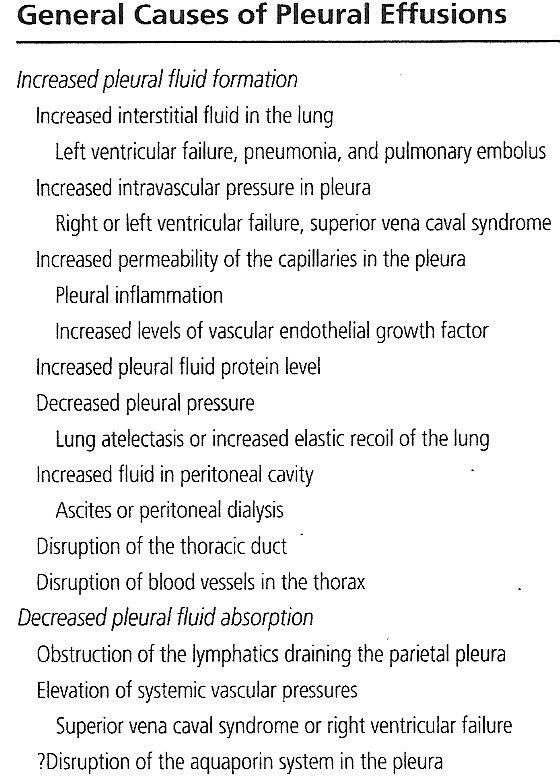 General Causes of Pleural Effusions
Increased pleural fluid formation
Increased interstitial fluid in the lung
Left ventricular failure, pneumonia, and pulmonary embolus
Increased intravascular pressure in pleura
Right or left ventricular failure, superior vena caval syndrome
Increased permeability of the capillaries in the pleura
Pleural inflammation
Increased levels of vascular endothelial growth factor
Increased pleural fluid protein level
Decreased pleural pressure
Lung atelectasis or increased elastic recoil of the lung
Increased fluid in peritoneal cavity
Ascites or peritoneal dialysis
Disruption of the thoracic duct
Disruption of blood vessels in the thorax
Decreased pleural fluid absorption
Obstruction of the lymphatics draining the parietal pleura
Elevation of systemic vascular pressures
Superior vena caval syndrome or right ventricular failure
?Disruption of the aquaporin system in the pleura